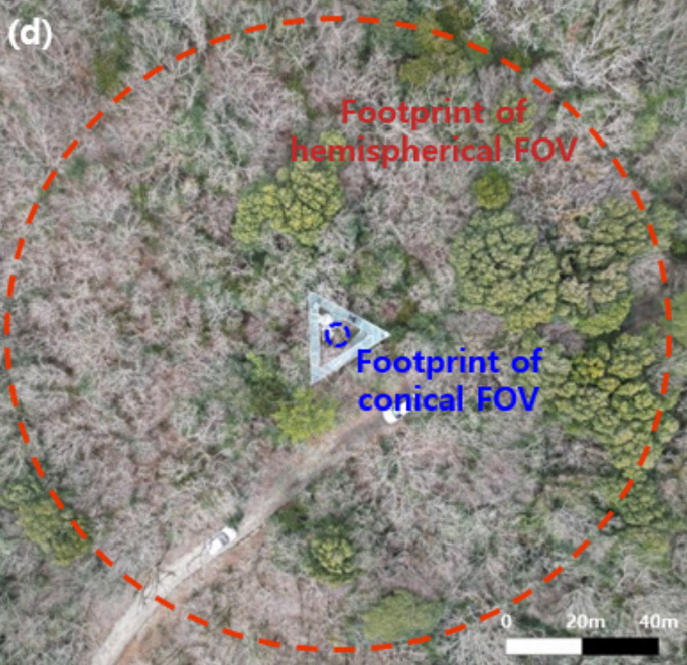 (d)
Footprint of
hemispherical FOV
Footprint of
conical FOV
0 20m 40m